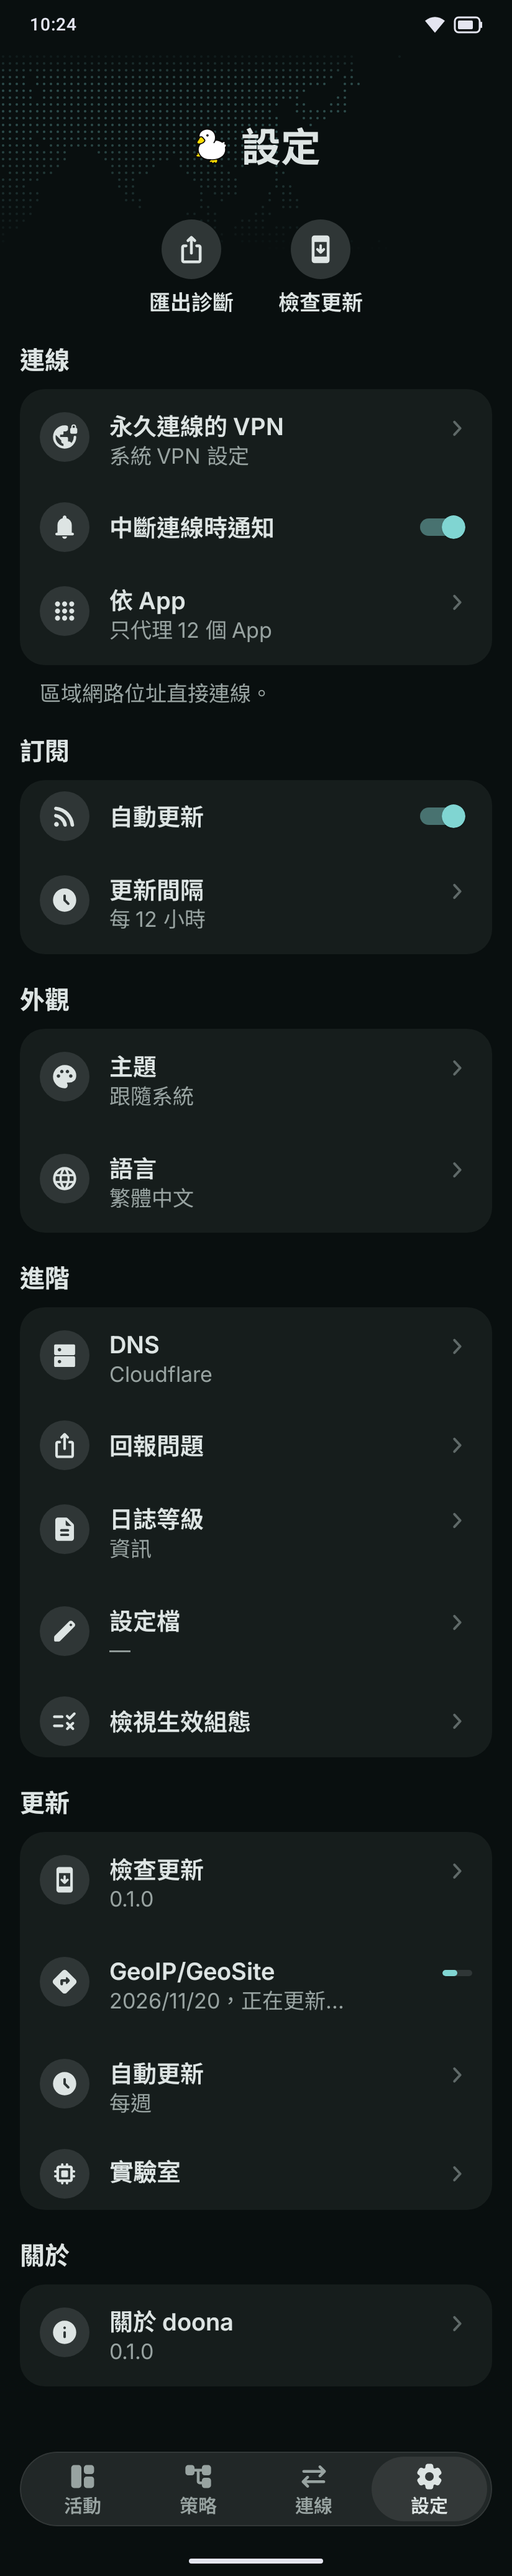 10:24
設定
匯出診斷
檢查更新
連線
永久連線的 VPN
系統 VPN 設定
中斷連線時通知
依 App
只代理 12 個 App
區域網路位址直接連線。
訂閱
自動更新
更新間隔
每 12 小時
外觀
主題
跟隨系統
語言
繁體中文
進階
DNS
Cloudflare
回報問題
日誌等級
資訊
設定檔
—
檢視生效組態
更新
檢查更新
0.1.0
GeoIP/GeoSite
2026/11/20，正在更新…
自動更新
每週
實驗室
關於
關於 doona
0.1.0
活動
策略
連線
設定